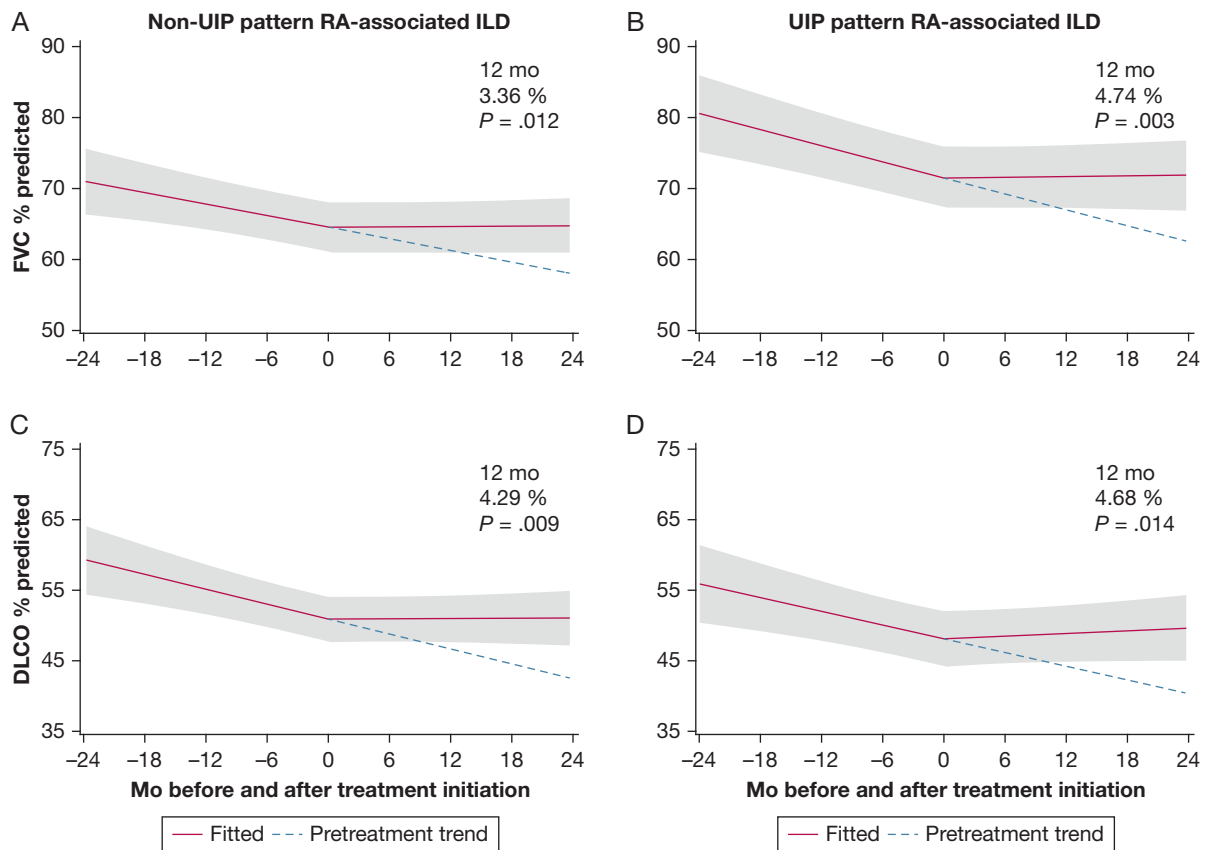 A
Non-UIP pattern RA-associated ILD
FVC % predicted
90
80
70
60
50
12 mo
3.36 %
P = .012
−24 −18 −12 −6 0 6 12 18 24
B
UIP pattern RA-associated ILD
90
80
70
60
50
12 mo
4.74 %
P = .003
−24 −18 −12 −6 0 6 12 18 24
C
DLCO % predicted
75
65
55
45
35
12 mo
4.29 %
P = .009
−24 −18 −12 −6 0 6 12 18 24
Mo before and after treatment initiation
Fitted Pretreatment trend
D
75
65
55
45
35
12 mo
4.68 %
P = .014
−24 −18 −12 −6 0 6 12 18 24
Mo before and after treatment initiation
Fitted Pretreatment trend